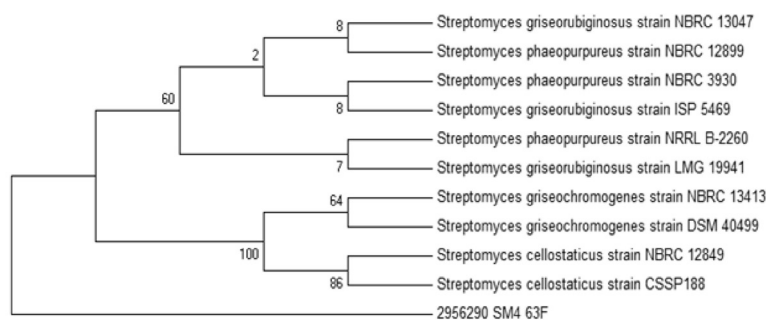 8
Streptomyces griseorubiginosus strain NBRC 13047
2
Streptomyces phaeopurpureus strain NBRC 12899
60
Streptomyces phaeopurpureus strain NBRC 3930
8
Streptomyces griseorubiginosus strain ISP 5469
Streptomyces phaeopurpureus strain NRRL B-2260
7
Streptomyces griseorubiginosus strain LMG 19941
64
Streptomyces griseochromogenes strain NBRC 13413
Streptomyces griseochromogenes strain DSM 40499
100
Streptomyces cellostaticus strain NBRC 12849
86
Streptomyces cellostaticus strain CSSP188
2956290 SM4 63F